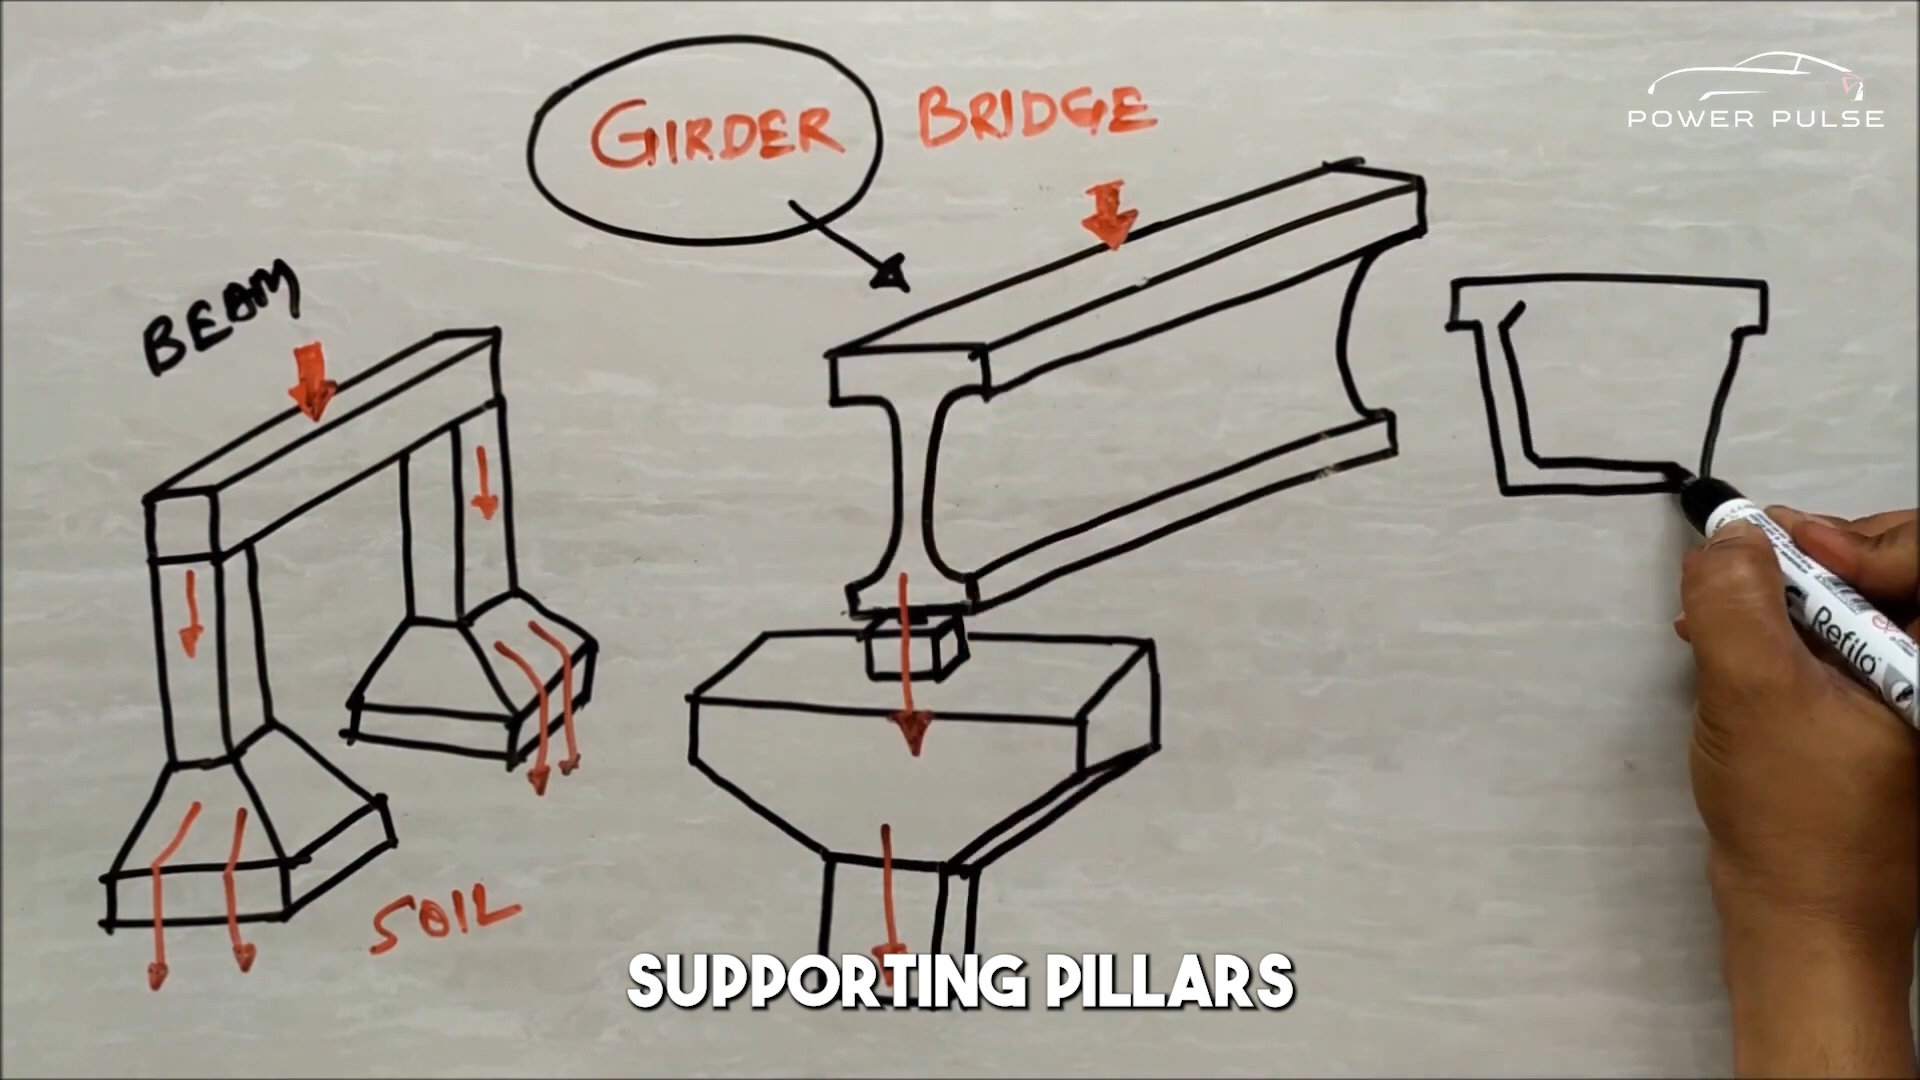 GIRDER BRIDGE
POWER PULSE
BEAM
Refilo
SOIL
SUPPORTING PILLARS